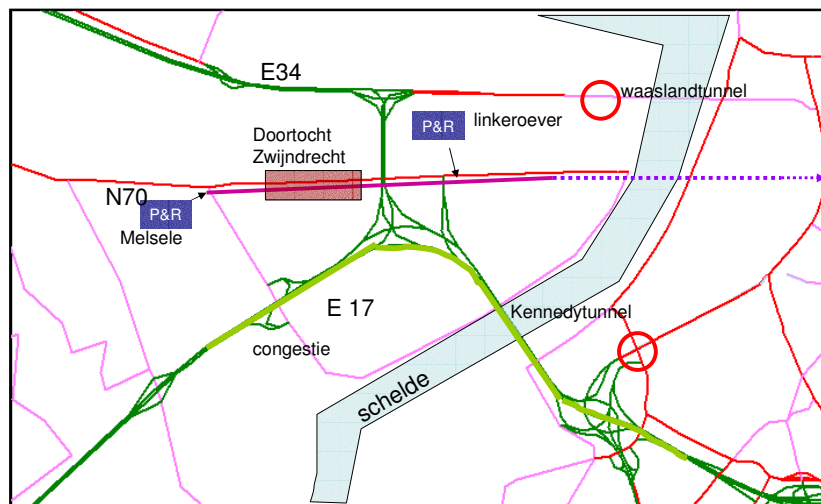 E34
waaslandtunnel
P&R
linkeroever
Doortocht
Zwijndrecht
N70
P&R
Melsele
E 17
Kennedytunnel
congestie
schelde